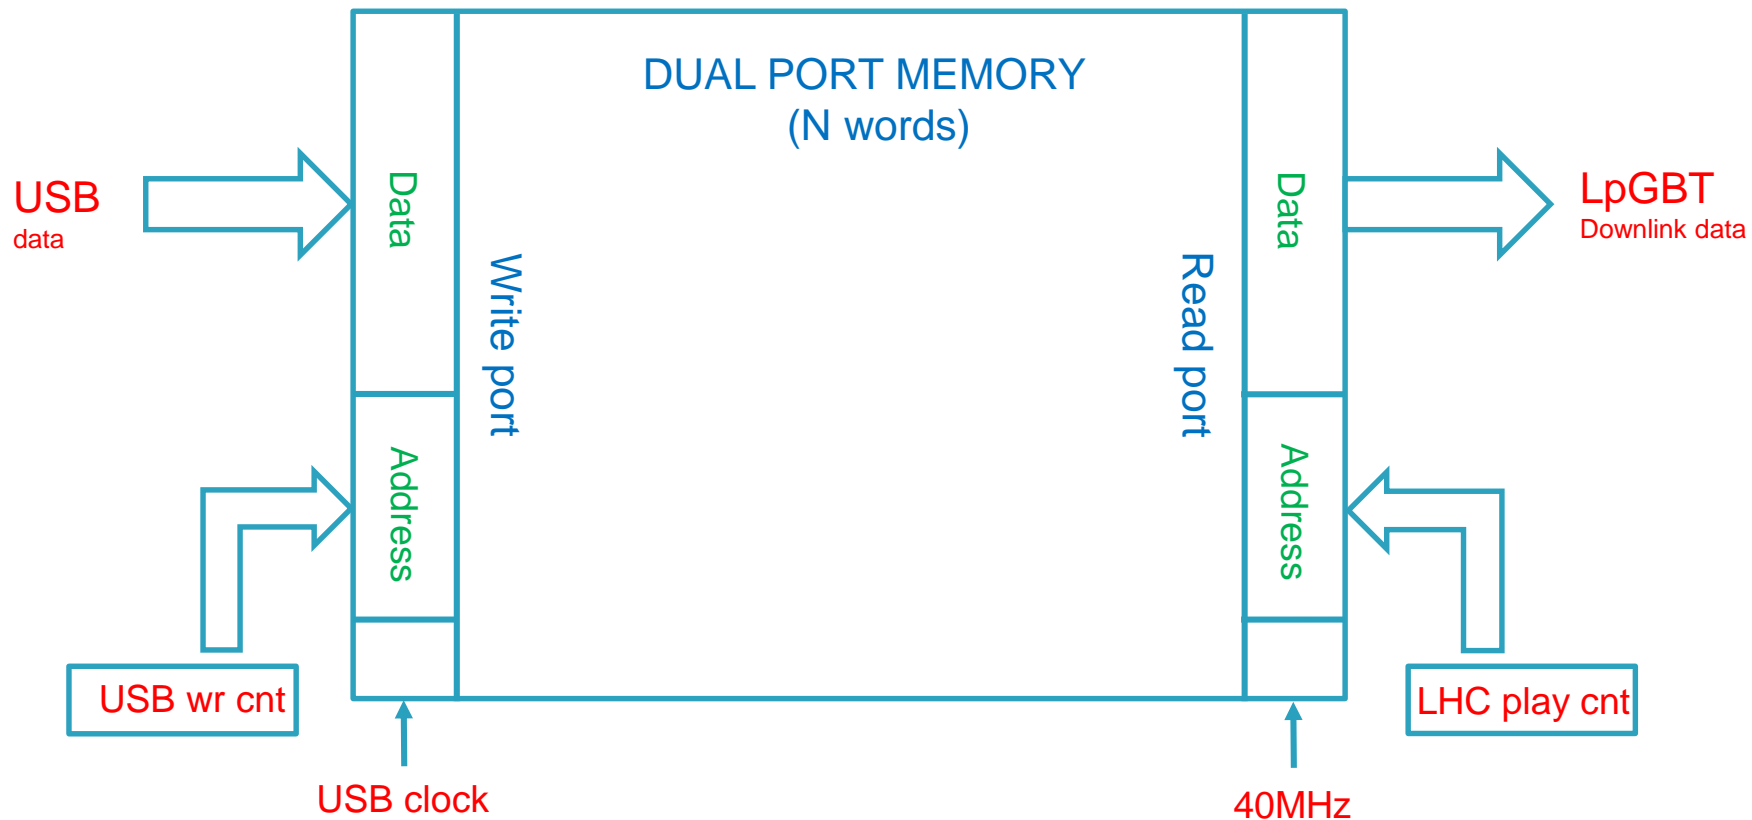 DUAL PORT MEMORY
(N words)
USB
data
Data
Write port
Address
USB wr cnt
USB clock
Data
Read port
Address
LpGBT
Downlink data
LHC play cnt
40MHz